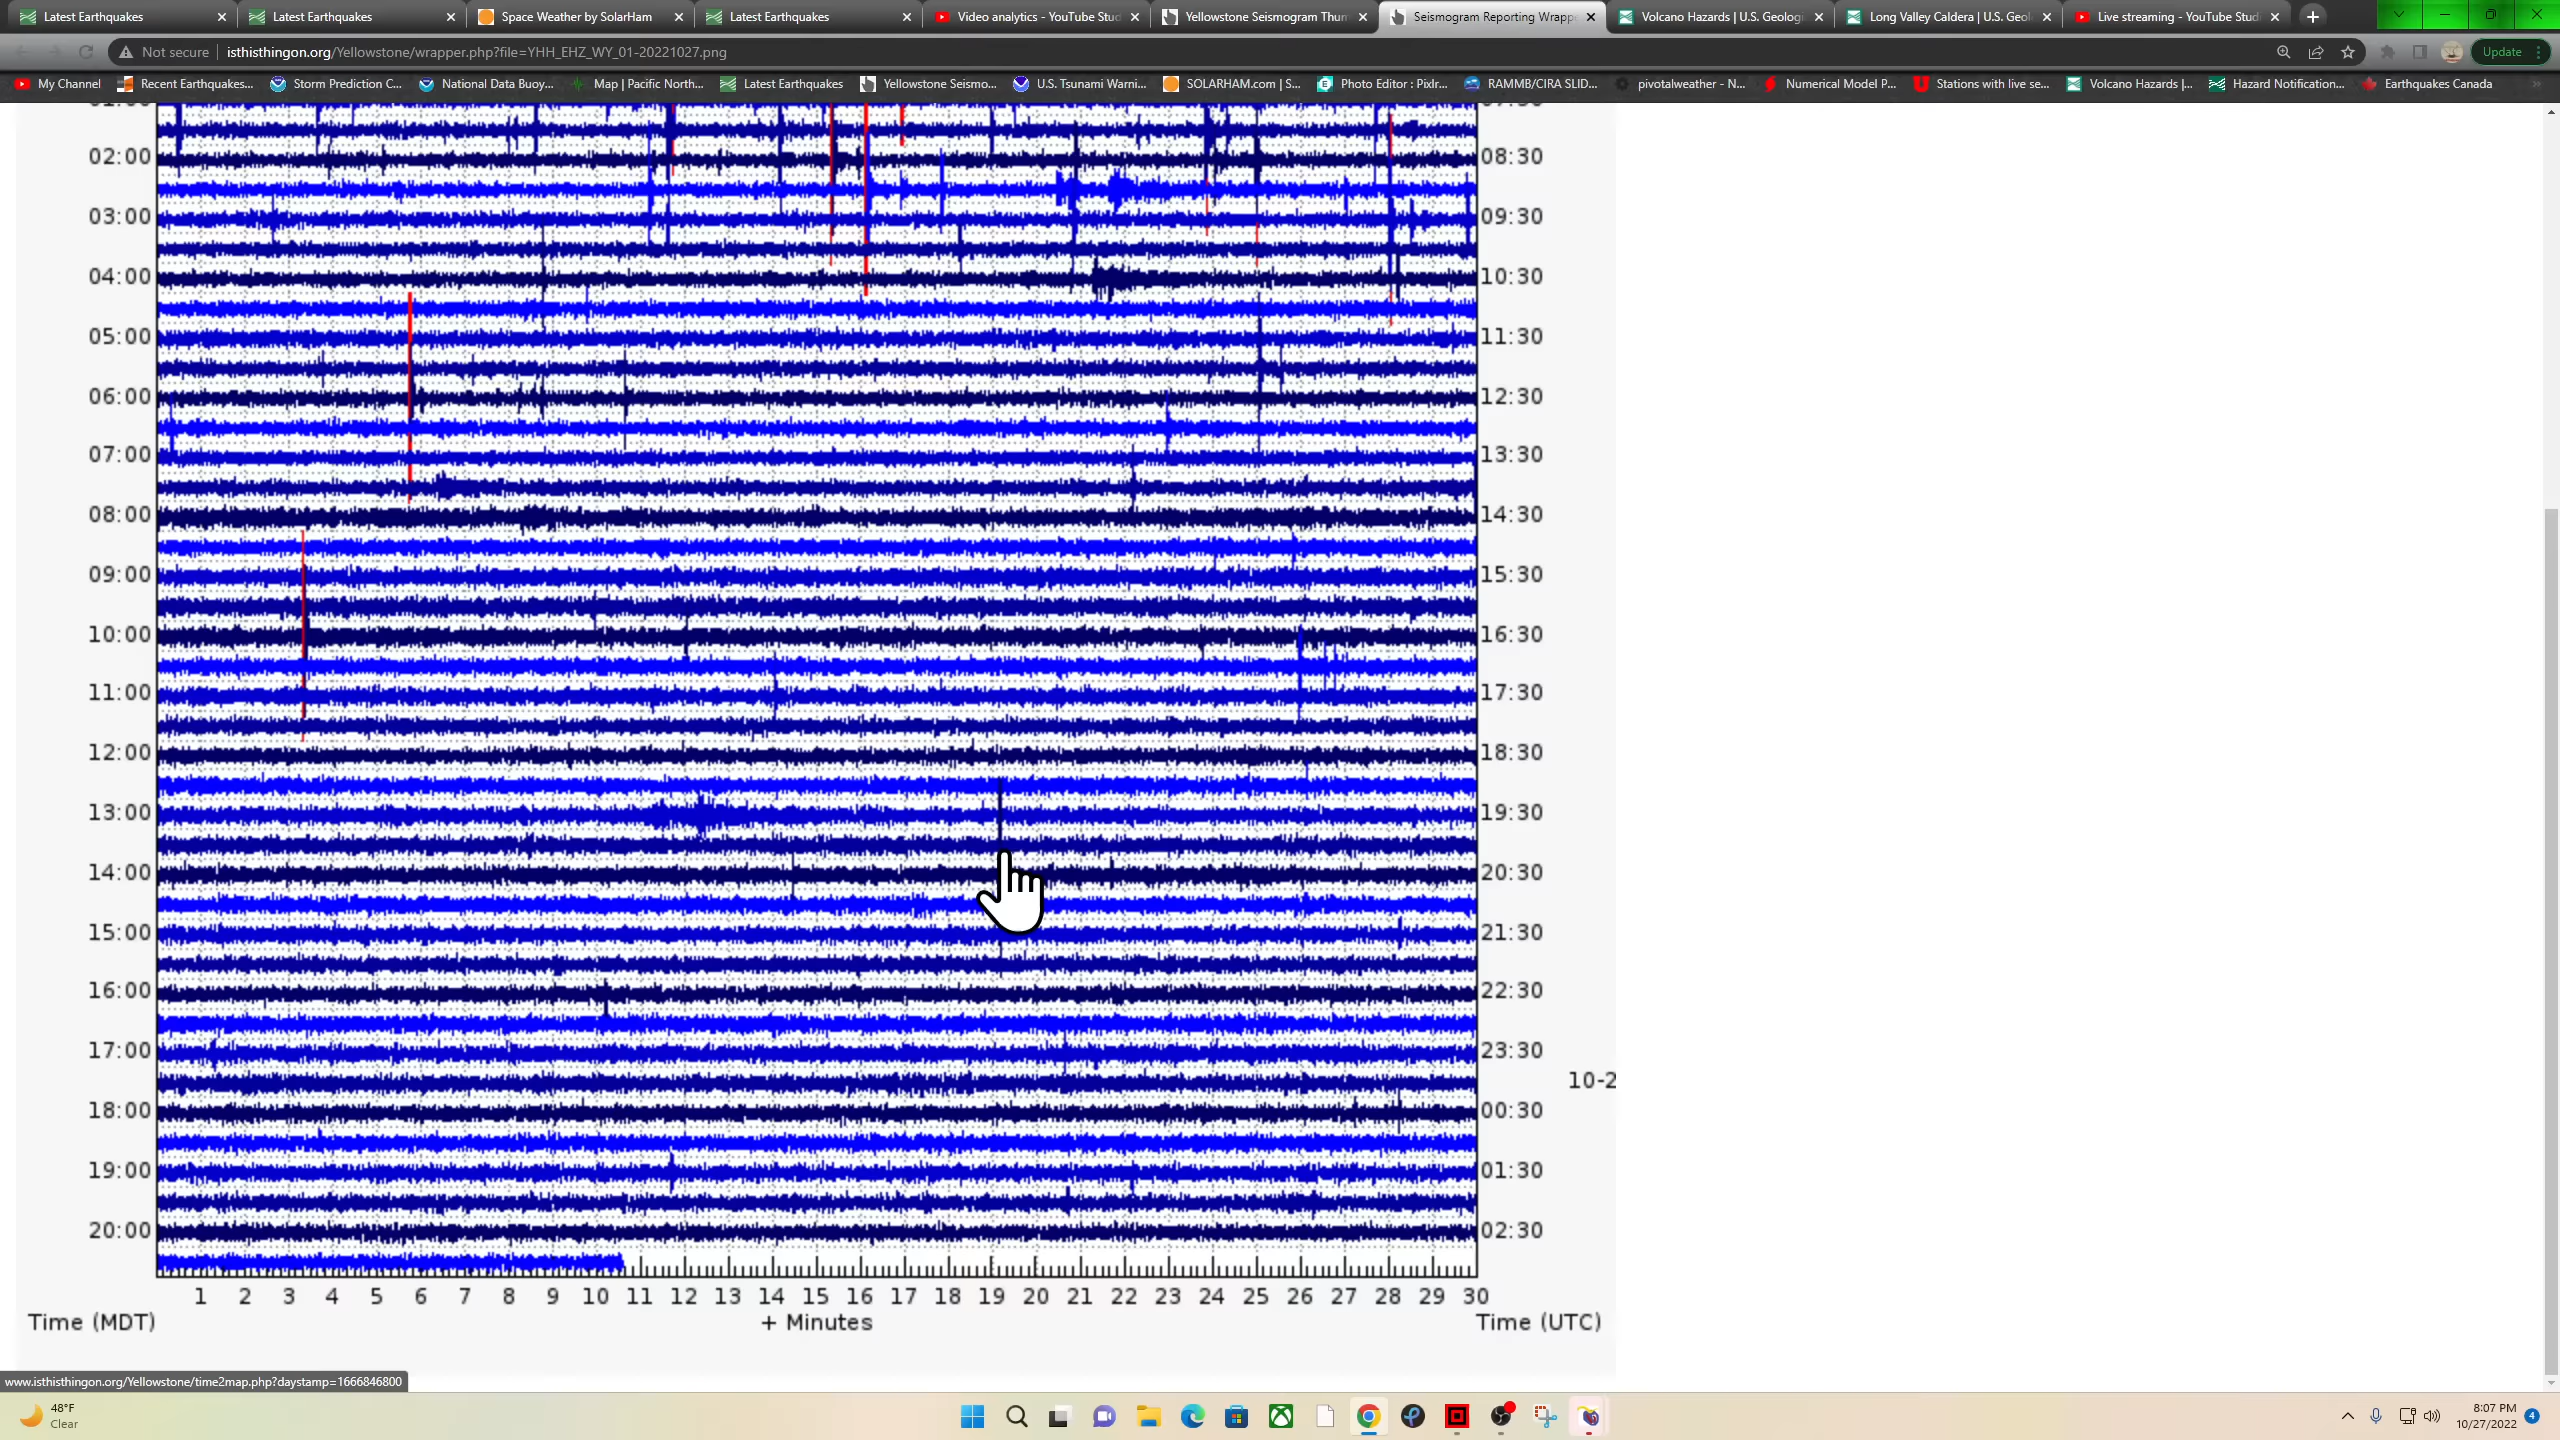 Latest Earthquakes
Latest Earthquakes
Space Weather by SolarHam
Latest Earthquakes
Video analytics - YouTube Stud
Yellowstone Seismogram Thum
Seismogram Reporting Wrappe
Volcano Hazards | U.S. Geologi
Long Valley Caldera | U.S. Geol
Live streaming - YouTube Stud
Not secure
isthisthingon.org/Yellowstone/wrapper.php?file=YHH_EHZ_WY_01-20221027.png
Update
My Channel
Recent Earthquakes...
Storm Prediction C...
National Data Buoy...
Map | Pacific North...
Latest Earthquakes
Yellowstone Seismo...
U.S. Tsunami Warni...
SOLARHAM.com | S...
Photo Editor : Pixlr...
RAMMB/CIRA SLID...
pivotalweather - N...
Numerical Model P...
Stations with live se...
Volcano Hazards |...
Hazard Notification...
Earthquakes Canada
02:00 08:30
03:00 09:30
04:00 10:30
05:00 11:30
06:00 12:30
07:00 13:30
08:00 14:30
09:00 15:30
10:00 16:30
11:00 17:30
12:00 18:30
13:00 19:30
14:00 20:30
15:00 21:30
16:00 22:30
17:00 23:30
10-2
18:00 00:30
19:00 01:30
20:00 02:30
1 2 3 4 5 6 7 8 9 10 11 12 13 14 15 16 17 18 19 20 21 22 23 24 25 26 27 28 29 30
Time (MDT) + Minutes Time (UTC)
www.isthisthingon.org/Yellowstone/time2map.php?daystamp=1666846800
48°F
Clear
8:07 PM
10/27/2022
4